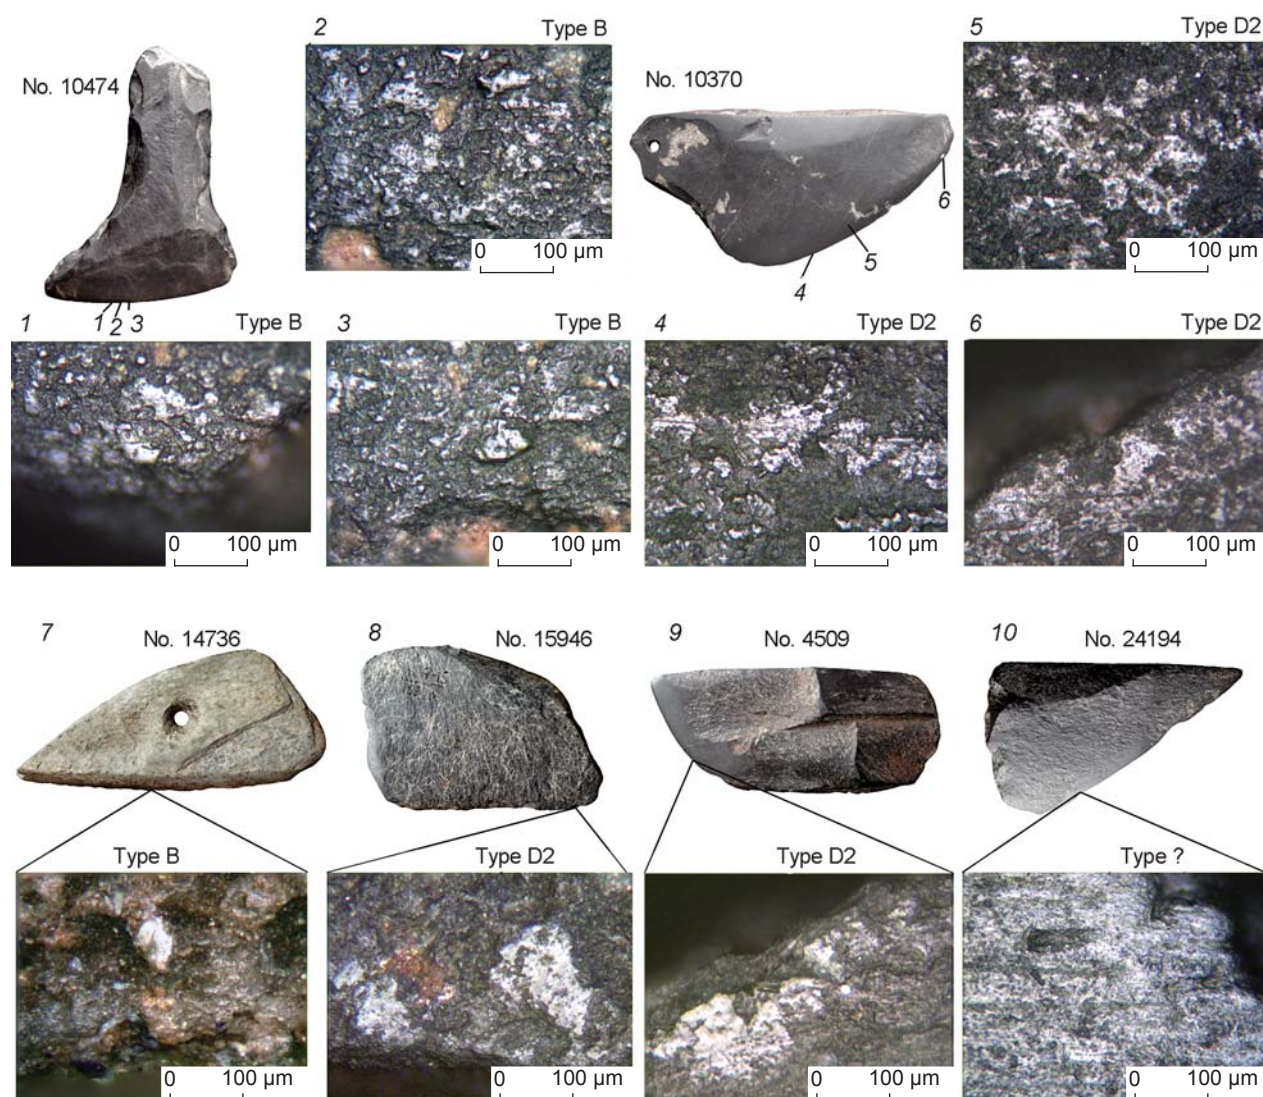 2 Type B
No. 10474
No. 10370
5 Type D2
6
5
4
0 100 µm
0 100 µm
1 2 3
1 Type B
3 Type B
4 Type D2
6 Type D2
0 100 µm
0 100 µm
0 100 µm
0 100 µm
7 No. 14736
8 No. 15946
9 No. 4509
10 No. 24194
Type B
Type D2
Type D2
Type ?
0 100 µm
0 100 µm
0 100 µm
0 100 µm